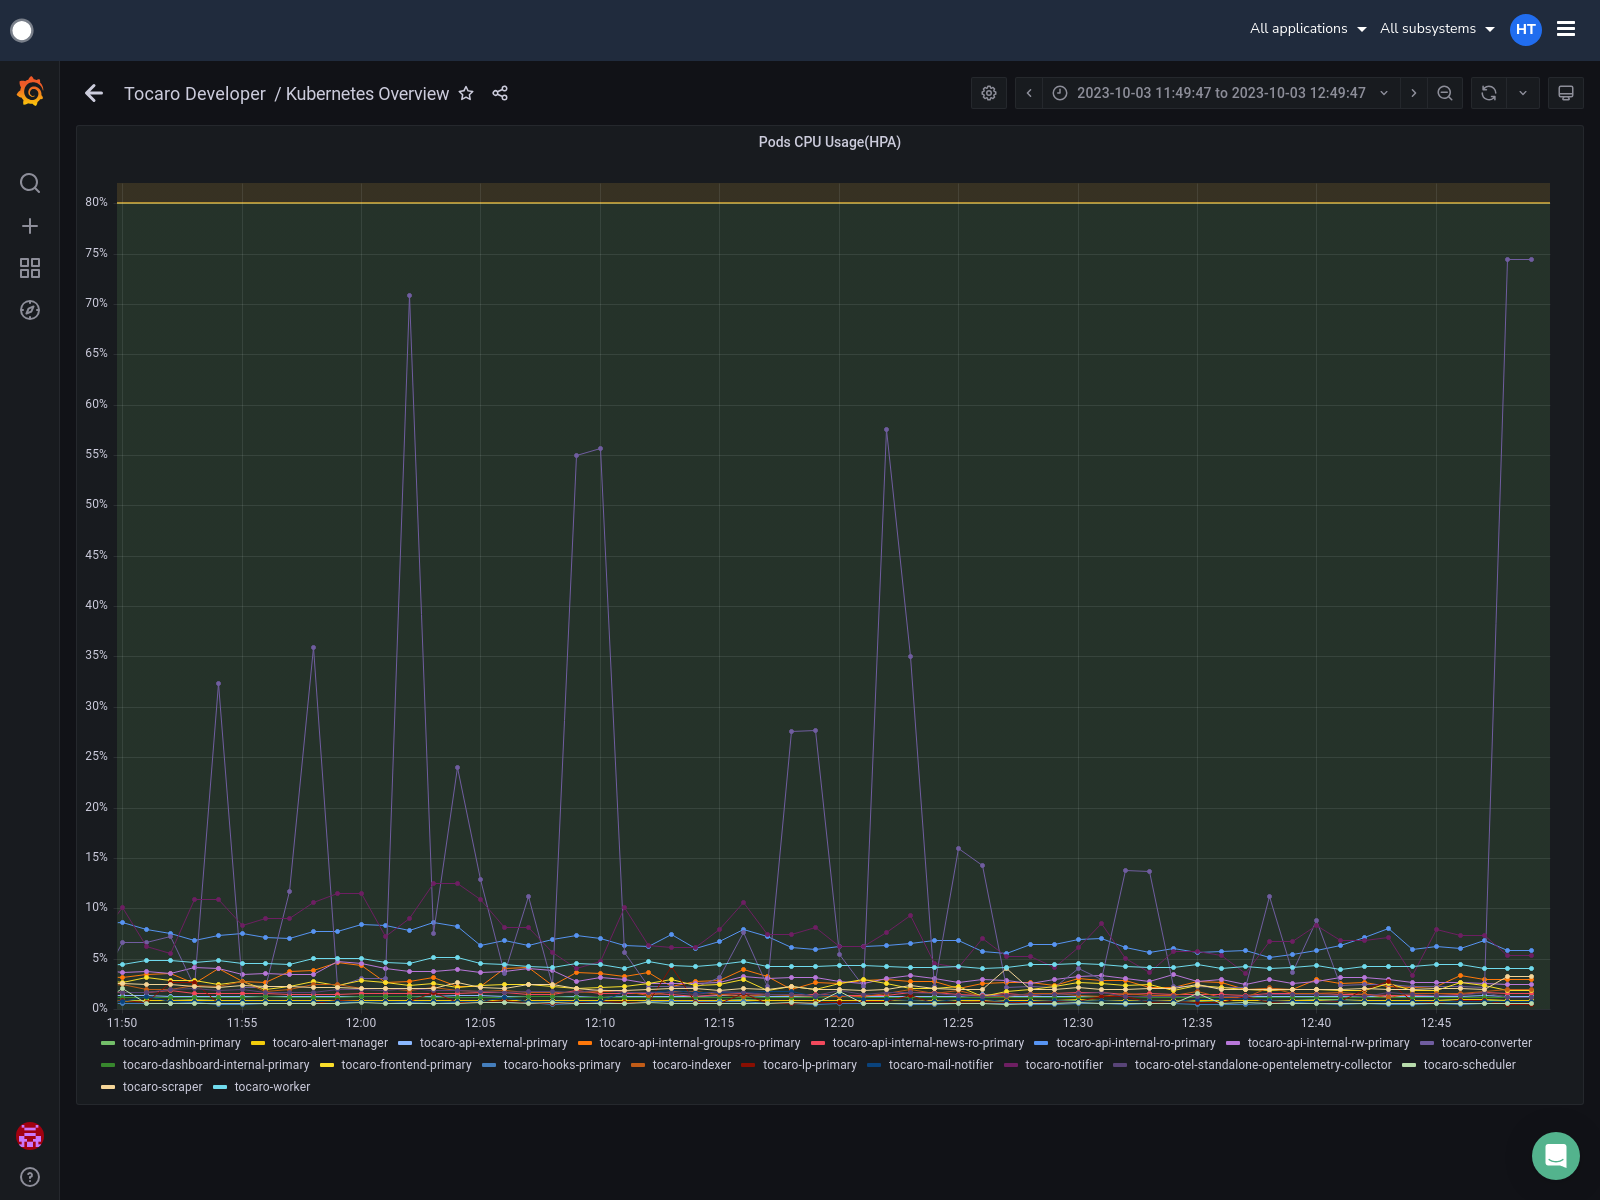 All applications All subsystems HT
Tocaro Developer / Kubernetes Overview 2023-10-03 11:49:47 to 2023-10-03 12:49:47
Pods CPU Usage(HPA)
80%
75%
70%
65%
60%
55%
50%
45%
40%
35%
30%
25%
20%
15%
10%
5%
0%
11:50 11:55 12:00 12:05 12:10 12:15 12:20 12:25 12:30 12:35 12:40 12:45
tocaro-admin-primary tocaro-alert-manager tocaro-api-external-primary tocaro-api-internal-groups-ro-primary tocaro-api-internal-news-ro-primary tocaro-api-internal-ro-primary tocaro-api-internal-rw-primary tocaro-converter
tocaro-dashboard-internal-primary tocaro-frontend-primary tocaro-hooks-primary tocaro-indexer tocaro-lp-primary tocaro-mail-notifier tocaro-notifier tocaro-otel-standalone-opentelemetry-collector tocaro-scheduler
tocaro-scraper tocaro-worker